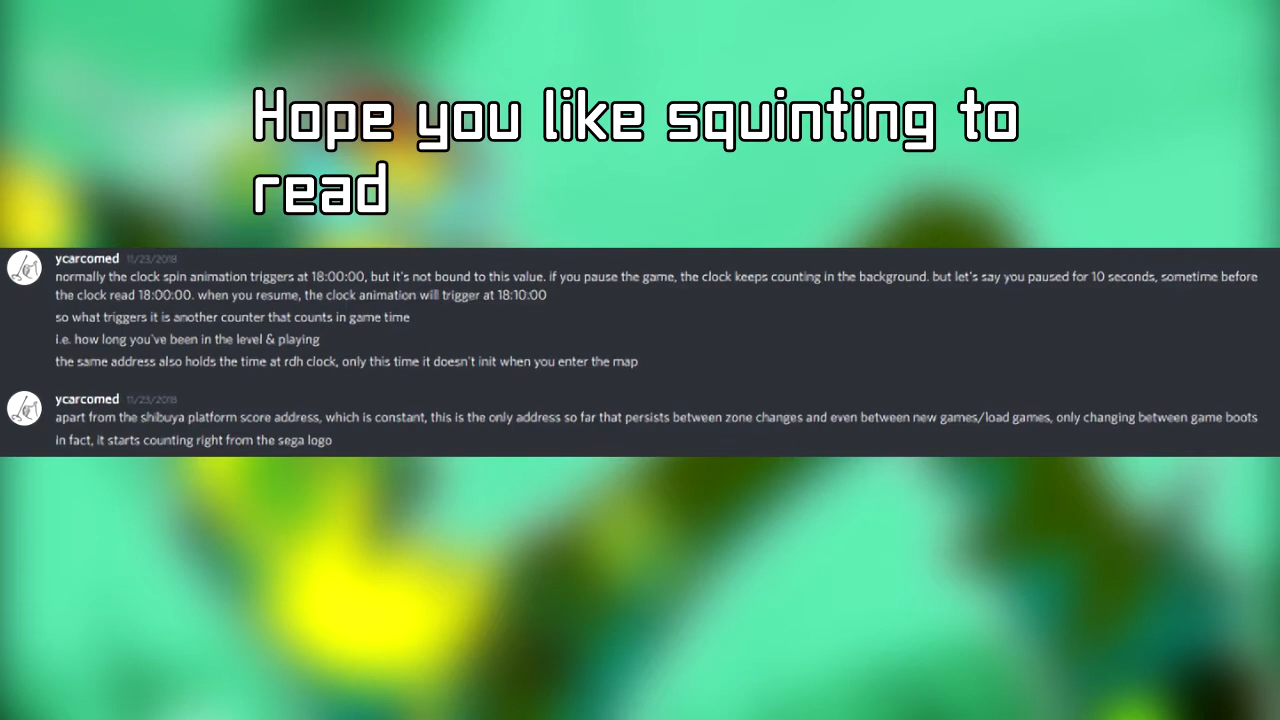 Hope you like squinting to
read
ycarcomed 11/23/2018
normally the clock spin animation triggers at 18:00:00, but it's not bound to this value. if you pause the game, the clock keeps counting in the background. but let's say you paused for 10 seconds, sometime before
the clock read 18:00:00. when you resume, the clock animation will trigger at 18:10:00
so what triggers it is another counter that counts in game time
i.e. how long you've been in the level & playing
the same address also holds the time at rdh clock, only this time it doesn't init when you enter the map
ycarcomed 11/23/2018
apart from the shibuya platform score address, which is constant, this is the only address so far that persists between zone changes and even between new games/load games, only changing between game boots
in fact, it starts counting right from the sega logo